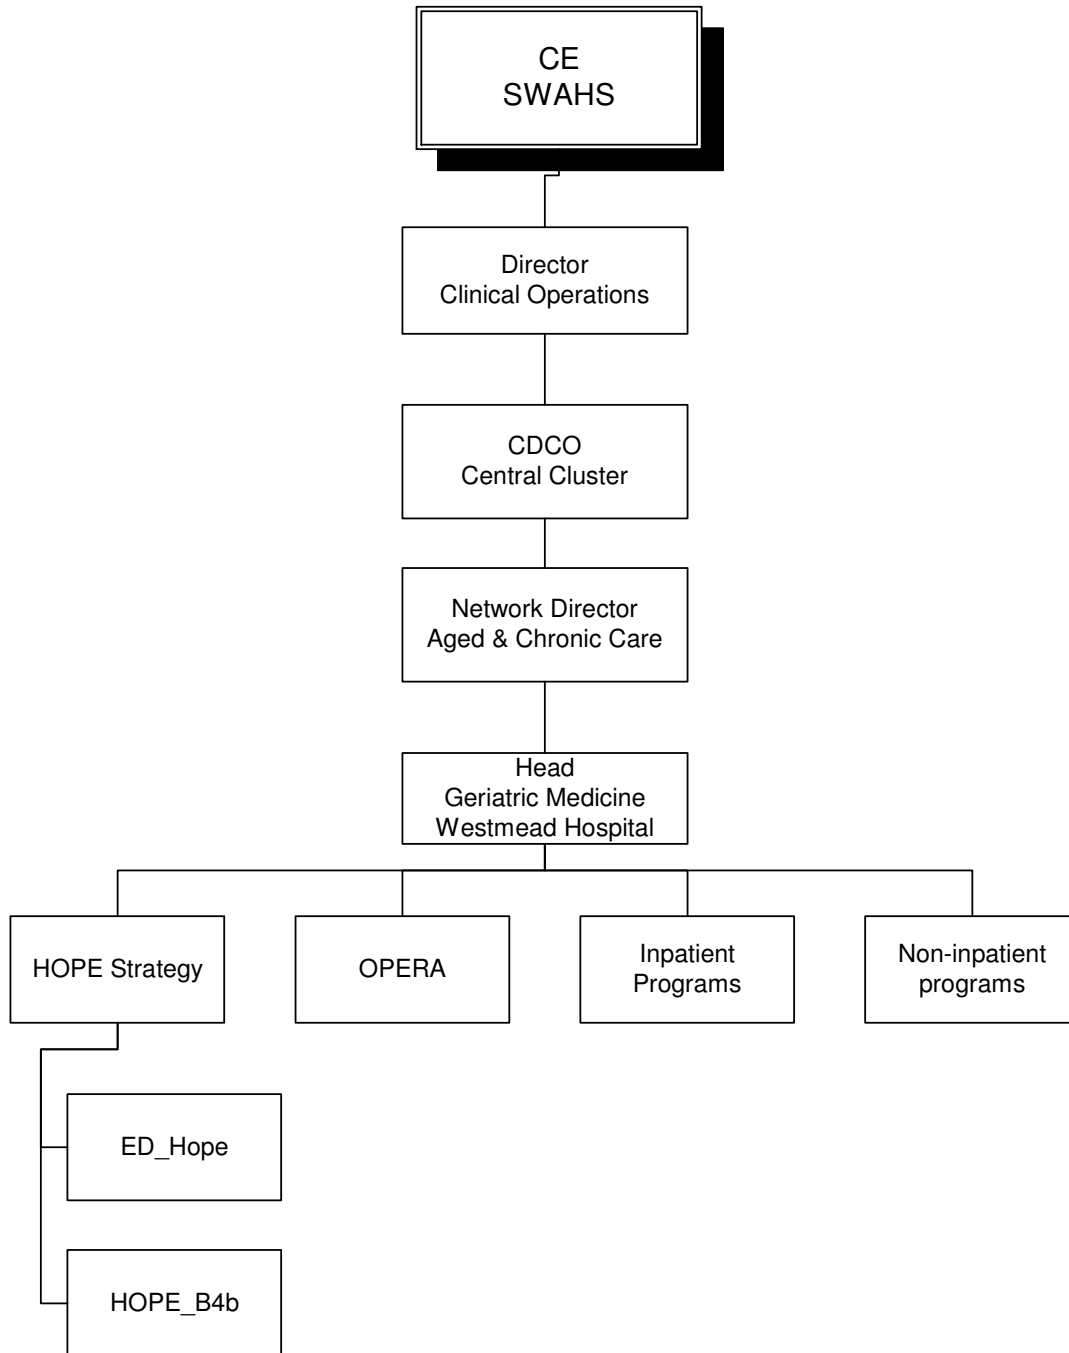 CE
SWAHS
Director
Clinical Operations
CDCO
Central Cluster
Network Director
Aged & Chronic Care
Head
Geriatric Medicine
Westmead Hospital
HOPE Strategy
OPERA
Inpatient
Programs
Non-inpatient
programs
ED_Hope
HOPE_B4b